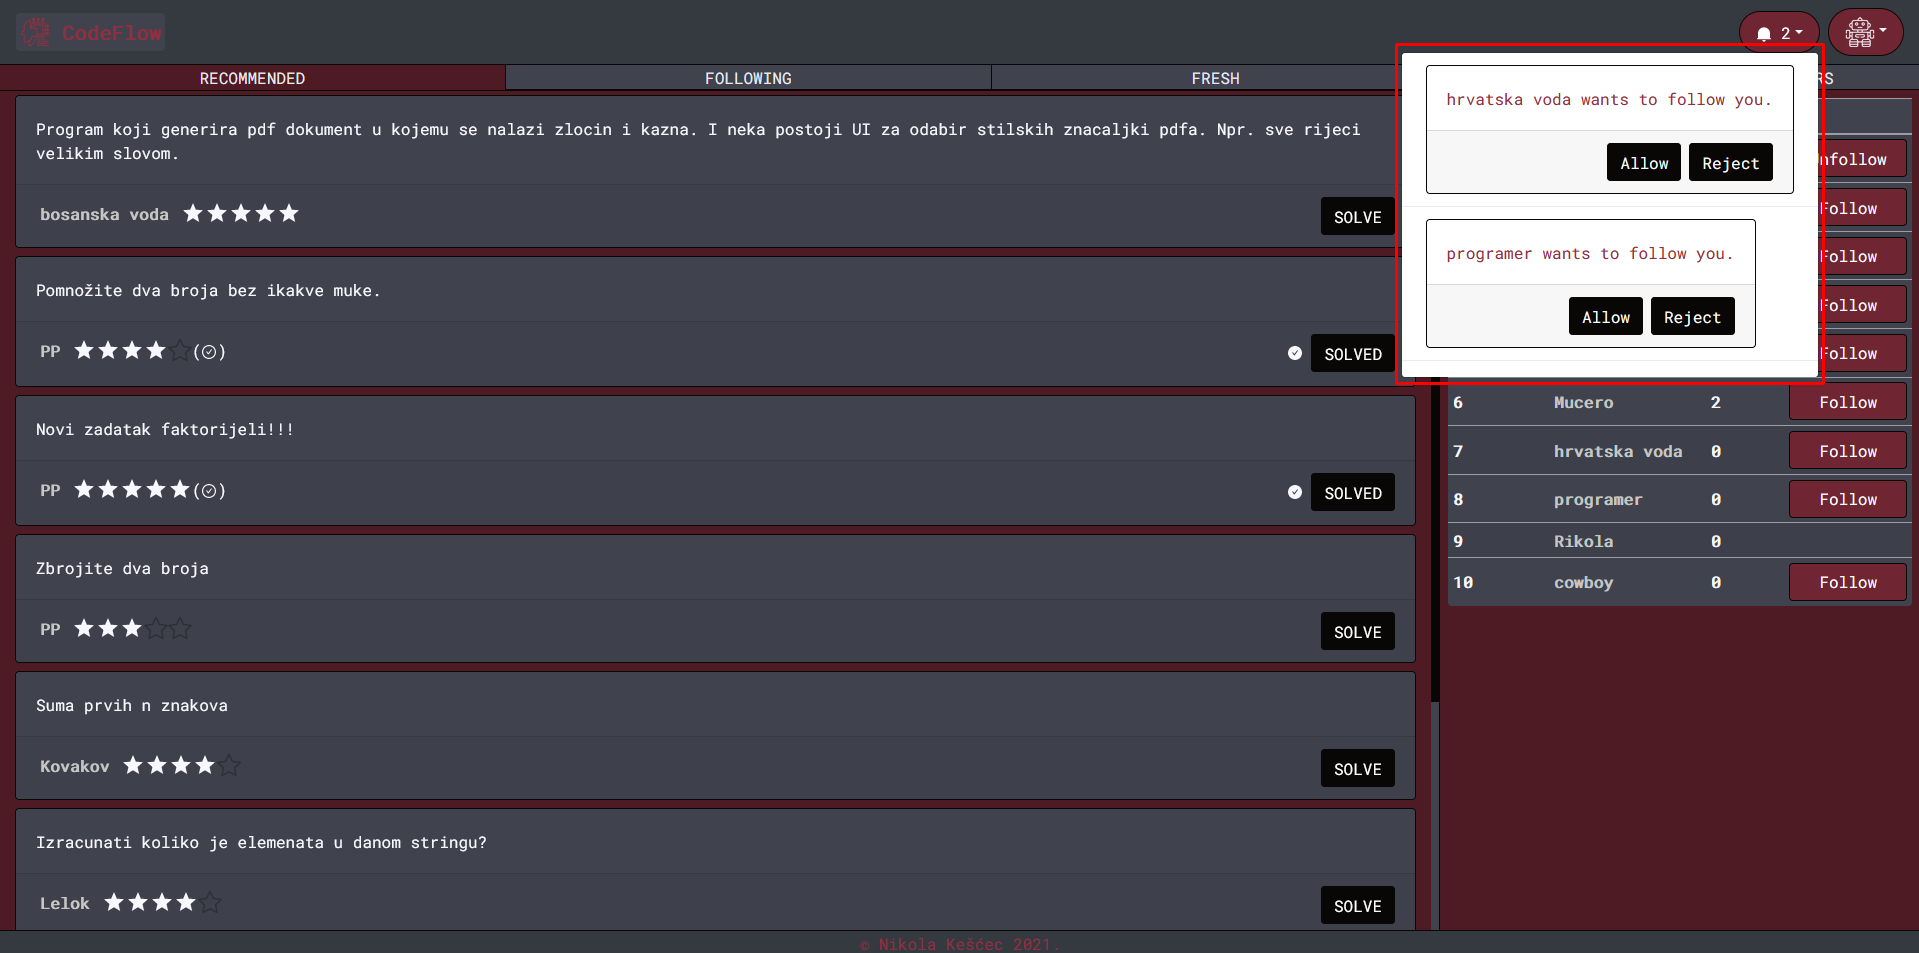 CodeFlow
2
RECOMMENDED
FOLLOWING
FRESH
RS
Program koji generira pdf dokument u kojemu se nalazi zlocin i kazna. I neka postoji UI za odabir stilskih znacaljki pdfa. Npr. sve rijeci
velikim slovom.
bosanska voda
SOLVE
Pomnožite dva broja bez ikakve muke.
PP
SOLVED
Novi zadatak faktorijeli!!!
PP
SOLVED
Zbrojite dva broja
PP
SOLVE
Suma prvih n znakova
Kovakov
SOLVE
Izracunati koliko je elemenata u danom stringu?
Lelok
SOLVE
hrvatska voda wants to follow you.
Allow Reject
programer wants to follow you.
Allow Reject
nfollow
Follow
Follow
Follow
Follow
6 Mucero 2 Follow
7 hrvatska voda 0 Follow
8 programer 0 Follow
9 Rikola 0
10 cowboy 0 Follow
© Nikola Kešćec 2021.